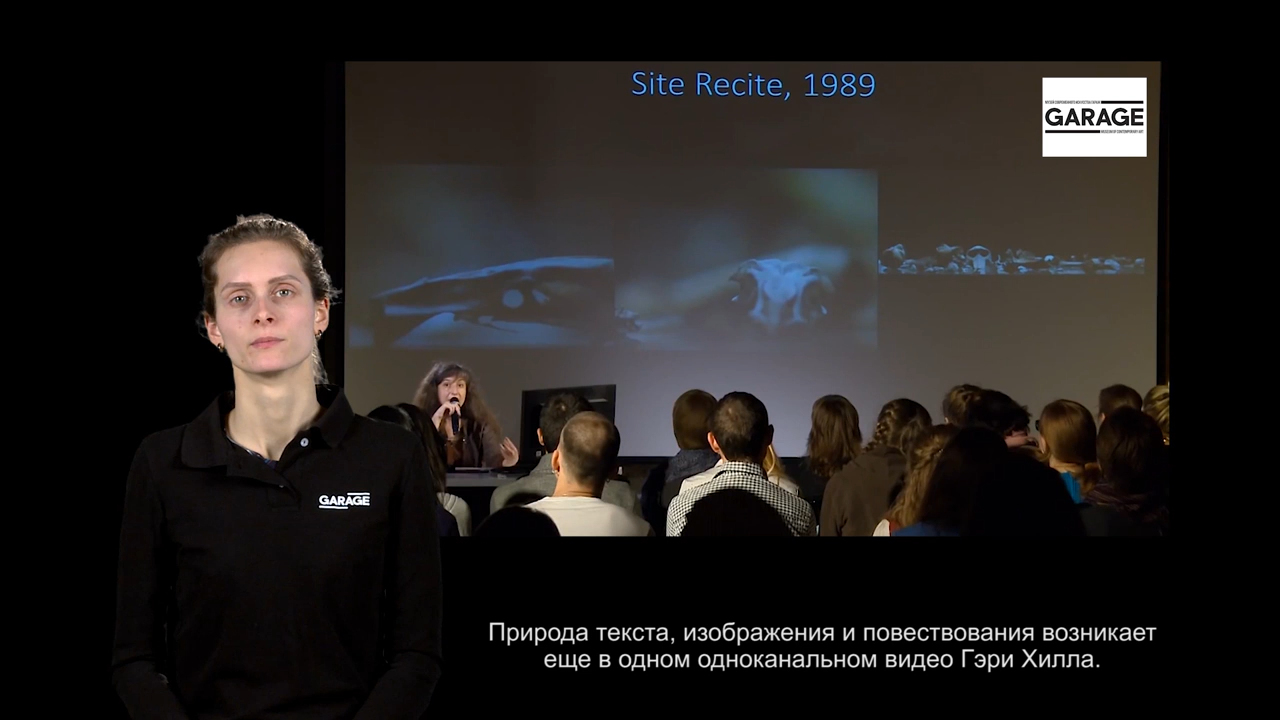 Site Recite, 1989
GARAGE
GARAGE
Природа текста, изображения и повествования возникает
еще в одном одноканальном видео Гэри Хилла.